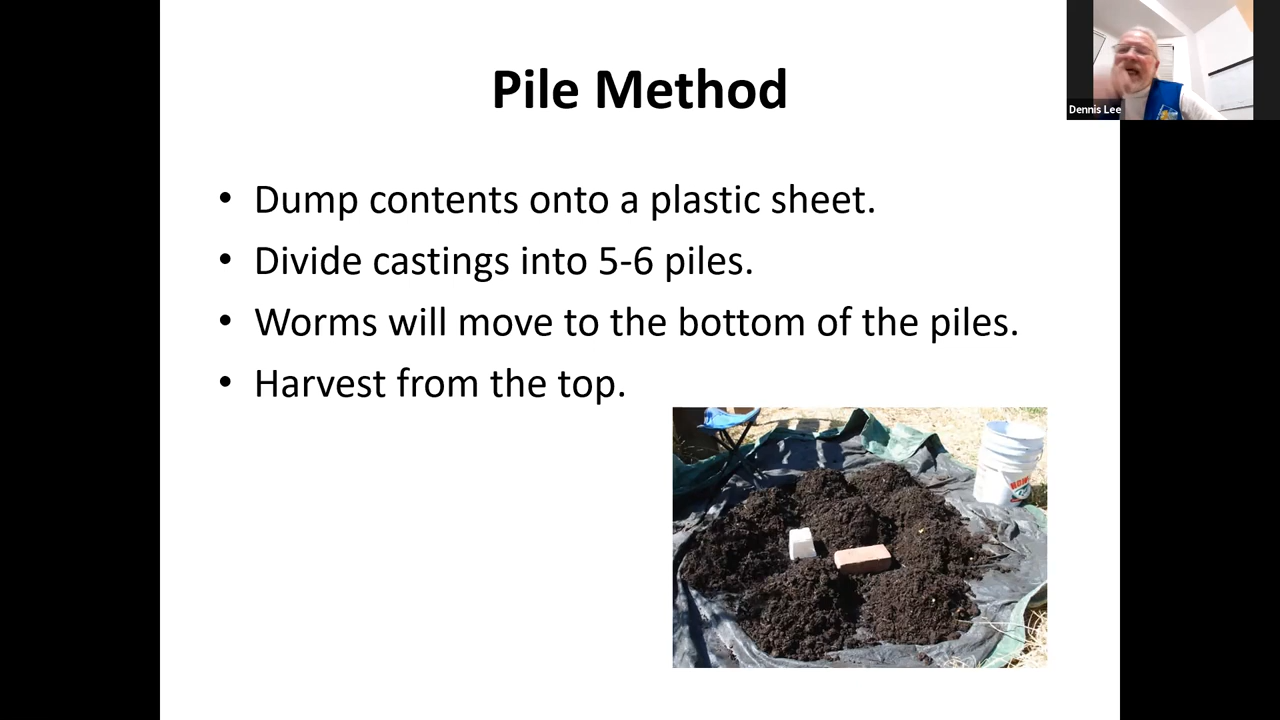 Pile Method
Dennis Lee
• Dump contents onto a plastic sheet.
• Divide castings into 5-6 piles.
• Worms will move to the bottom of the piles.
• Harvest from the top.